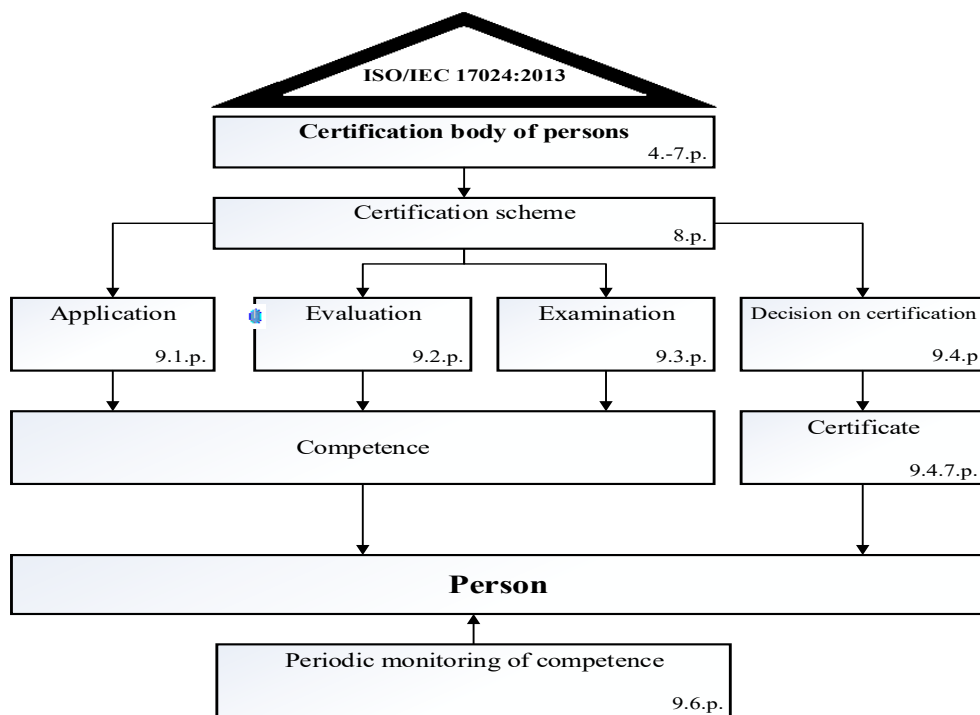 ISO/IEC 17024:2013
Certification body of persons
4.-7.p.
Certification scheme
8.p.
Application
9.1.p.
Evaluation
9.2.p.
Examination
9.3.p.
Decision on certification
9.4.p
Competence
Certificate
9.4.7.p.
Person
Periodic monitoring of competence
9.6.p.